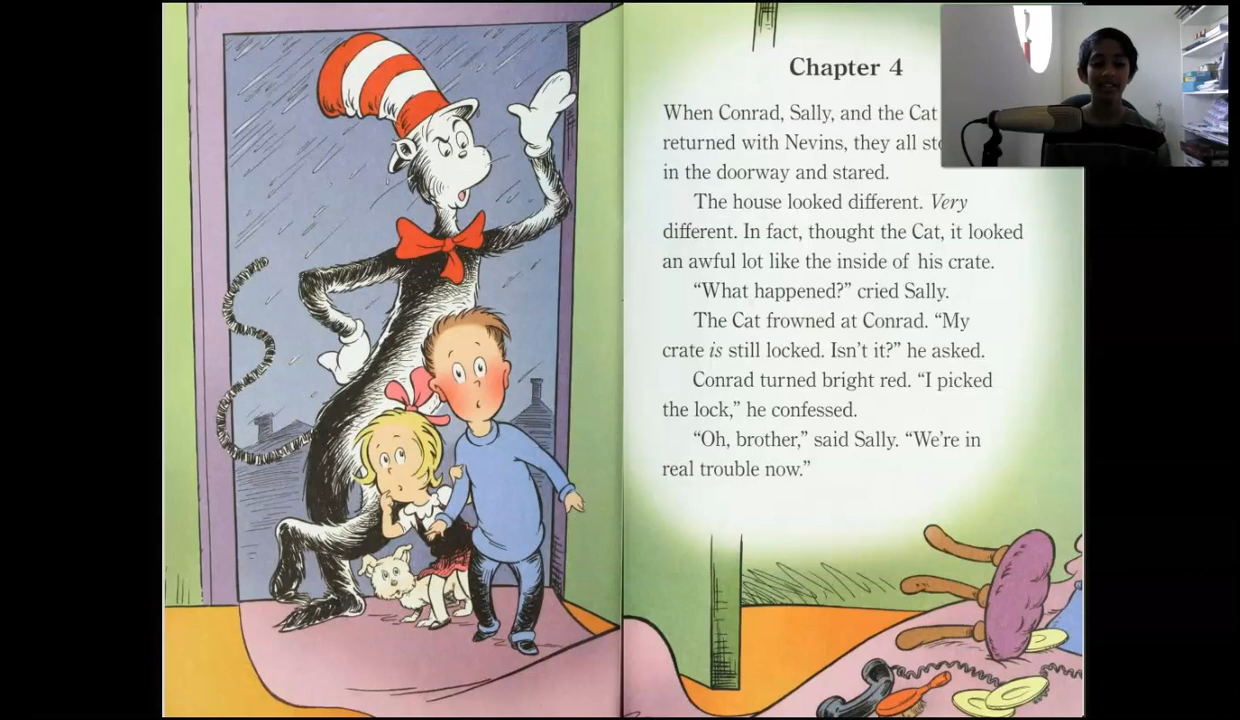 Chapter 4
When Conrad, Sally, and the Cat
returned with Nevins, they all
in the doorway and stared.
The house looked different. Very
different. In fact, thought the Cat, it looked
an awful lot like the inside of his crate.
“What happened?” cried Sally.
The Cat frowned at Conrad. “My
crate is still locked. Isn’t it?” he asked.
Conrad turned bright red. “I picked
the lock,” he confessed.
“Oh, brother,” said Sally. “We’re in
real trouble now.”